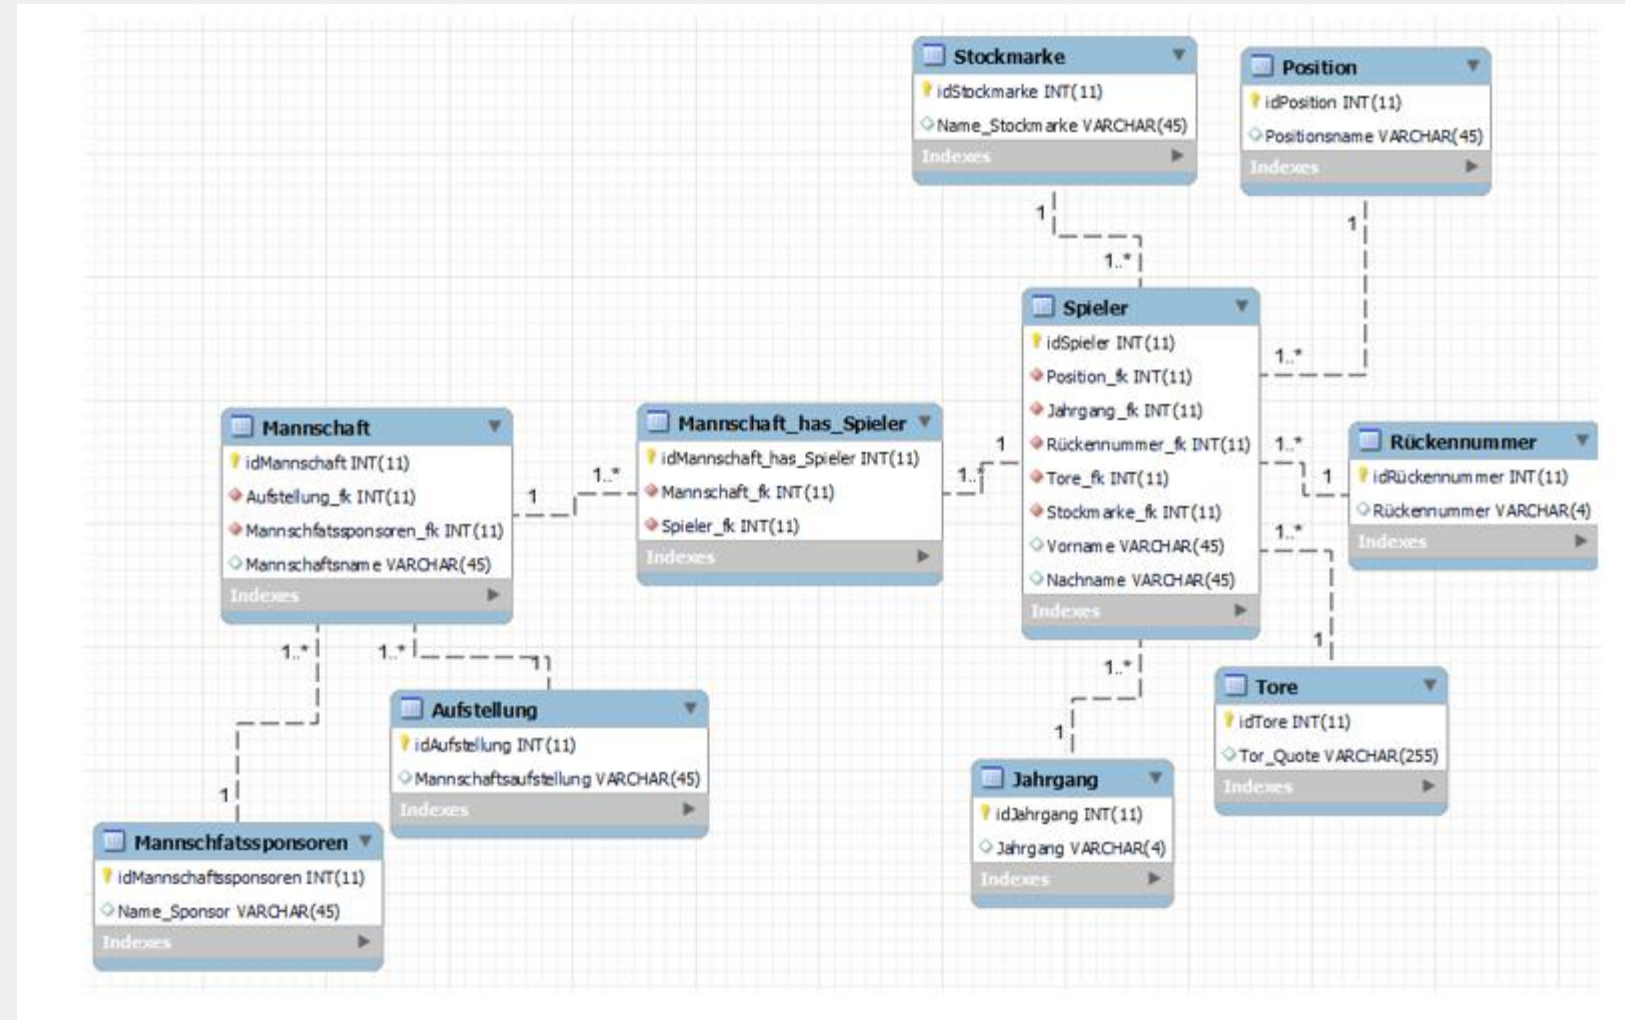 Stockmarke
idStockmarke INT(11)
Name_Stockmarke VARCHAR(45)
Indexes
Position
idPosition INT(11)
Positionsname VARCHAR(45)
Indexes
1
1..*
1
1..*
Spieler
idSpieler INT(11)
Position_fk INT(11)
Jahrgang_fk INT(11)
Rückennummer_fk INT(11)
Tore_fk INT(11)
Stockmarke_fk INT(11)
Vorname VARCHAR(45)
Nachname VARCHAR(45)
Indexes
Mannschaft
idMannschaft INT(11)
Aufstellung_fk INT(11)
Mannschfatssponsoren_fk INT(11)
Mannschaftsname VARCHAR(45)
Indexes
1
1..*
Mannschaft_has_Spieler
idMannschaft_has_Spieler INT(11)
Mannschaft_fk INT(11)
Spieler_fk INT(11)
Indexes
1..*
1
1..*
1
Rückennummer
idRückennummer INT(11)
Rückennummer VARCHAR(4)
Indexes
1..*
1
Tore
idTore INT(11)
Tor_Quote VARCHAR(255)
Indexes
1..*
1
Jahrgang
idJahrgang INT(11)
Jahrgang VARCHAR(4)
Indexes
1..*
1
Aufstellung
idAufstellung INT(11)
Mannschaftsaufstellung VARCHAR(45)
Indexes
1..*
1
Mannschfatssponsoren
idMannschaftssponsoren INT(11)
Name_Sponsor VARCHAR(45)
Indexes